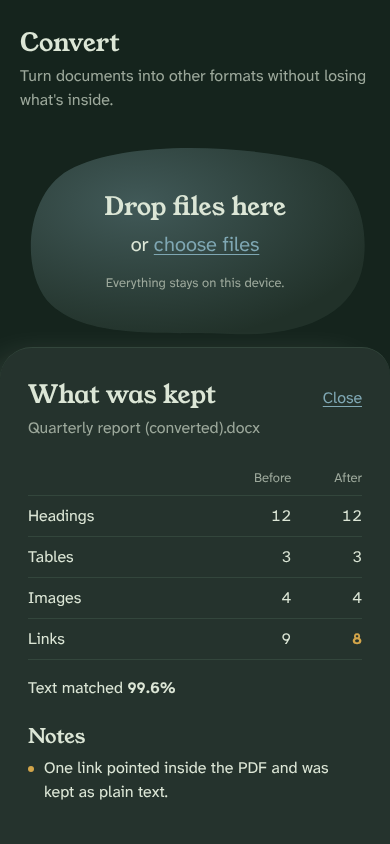 Convert
Turn documents into other formats without losing
what's inside.
Drop files here
or choose files
Everything stays on this device.
What was kept
Close
Quarterly report (converted).docx
Before After
Headings 12 12
Tables 3 3
Images 4 4
Links 9 8
Text matched 99.6%
Notes
One link pointed inside the PDF and was
kept as plain text.